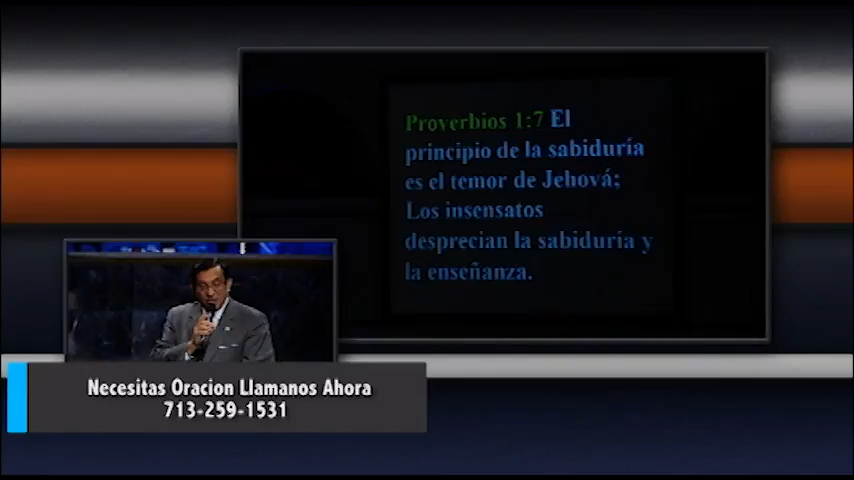 Proverbios 1:7 El
principio de la sabiduría
es el temor de Jehová;
Los insensatos
desprecian la sabiduría y
la enseñanza.
Necesitas Oracion Llamanos Ahora
713-259-1531